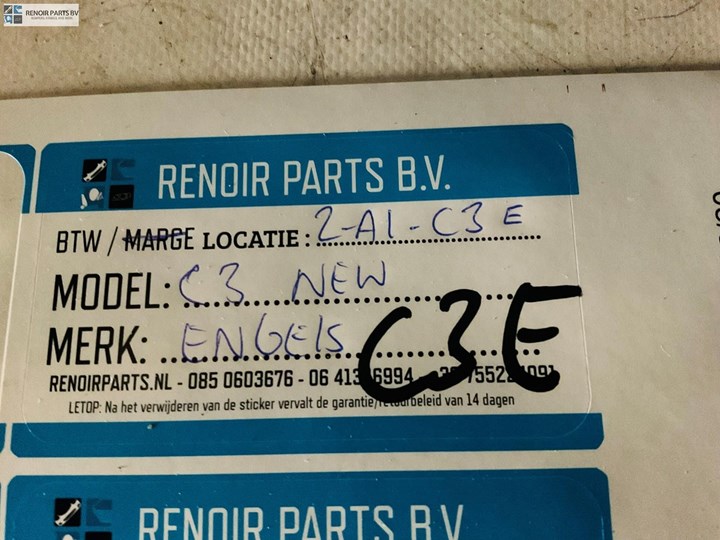 RENOIR PARTS BV
RENOIR PARTS B.V.
BTW / MARGE LOCATIE: 2-A1-C3 E
MODEL: C3 NEW
MERK: ENGELS
C3E
RENOIRPARTS.NL - 085 0603676 - 06
LETOP: Na het verwijderen van de sticker vervalt de garantie/retourbeleid van 14 dagen
RENOIR PARTS B.V.